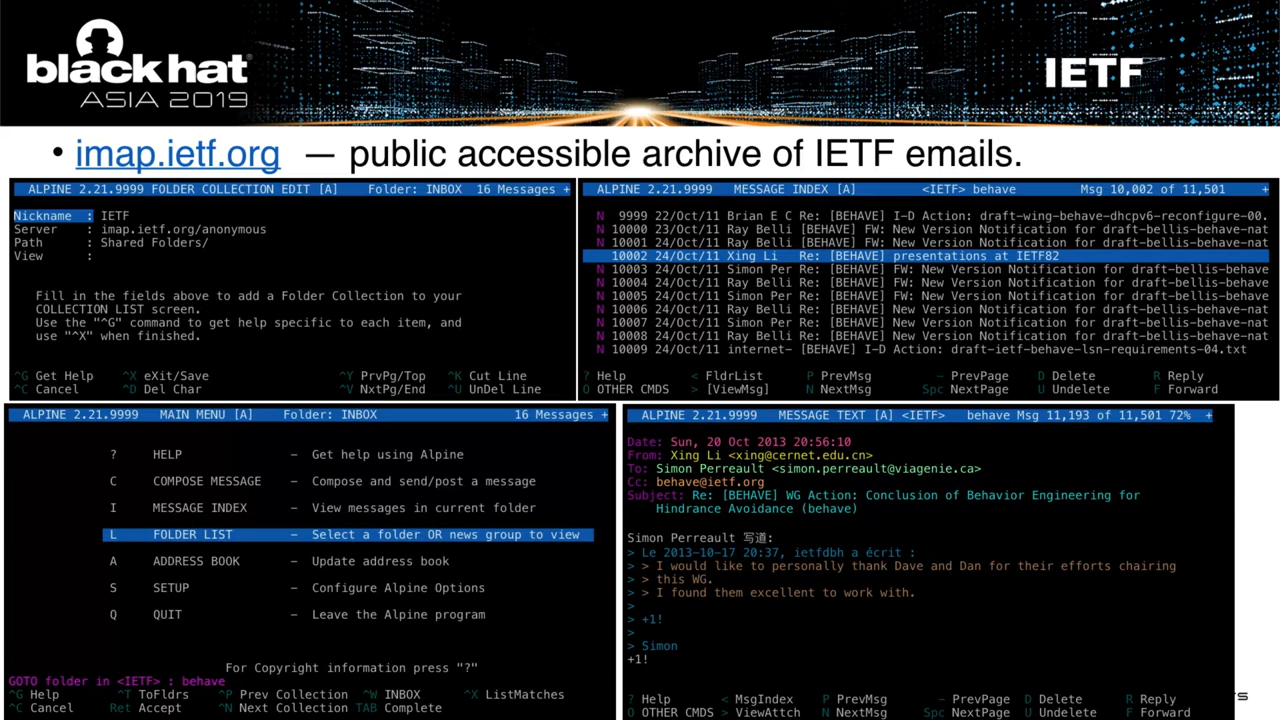 black hat
ASIA 2019
IETF
• imap.ietf.org — public accessible archive of IETF emails.
ALPINE 2.21.9999 FOLDER COLLECTION EDIT [A] Folder: INBOX 16 Messages +
Nickname : IETF
Server : imap.ietf.org/anonymous
Path : Shared Folders/
View :
Fill in the fields above to add a Folder Collection to your
COLLECTION LIST screen.
Use the "^G" command to get help specific to each item, and
use "^X" when finished.
^G Get Help ^X eXit/Save ^Y PrvPg/Top ^K Cut Line
^C Cancel ^D Del Char ^V NxtPg/End ^U UnDel Line
ALPINE 2.21.9999 MESSAGE INDEX [A] <IETF> behave Msg 10,002 of 11,501 +
N 9999 22/Oct/11 Brian E C Re: [BEHAVE] I-D Action: draft-wing-behave-dhcpv6-reconfigure-00.
N 10000 23/Oct/11 Ray Belli [BEHAVE] FW: New Version Notification for draft-bellis-behave-nat
N 10001 24/Oct/11 Ray Belli [BEHAVE] FW: New Version Notification for draft-bellis-behave-nat
10002 24/Oct/11 Xing Li Re: [BEHAVE] presentations at IETF82
N 10003 24/Oct/11 Simon Per Re: [BEHAVE] FW: New Version Notification for draft-bellis-behave
N 10004 24/Oct/11 Ray Belli Re: [BEHAVE] New Version Notification for draft-bellis-behave-nat
N 10005 24/Oct/11 Simon Per Re: [BEHAVE] FW: New Version Notification for draft-bellis-behave
N 10006 24/Oct/11 Ray Belli Re: [BEHAVE] New Version Notification for draft-bellis-behave-nat
N 10007 24/Oct/11 Simon Per Re: [BEHAVE] New Version Notification for draft-bellis-behave-nat
N 10008 24/Oct/11 Ray Belli Re: [BEHAVE] New Version Notification for draft-bellis-behave-nat
N 10009 24/Oct/11 internet- [BEHAVE] I-D Action: draft-ietf-behave-lsn-requirements-04.txt
? Help < FldrList P PrevMsg - PrevPage D Delete R Reply
O OTHER CMDS > [ViewMsg] N NextMsg Spc NextPage U Undelete F Forward
ALPINE 2.21.9999 MAIN MENU [A] Folder: INBOX 16 Messages +
? HELP – Get help using Alpine
C COMPOSE MESSAGE – Compose and send/post a message
I MESSAGE INDEX – View messages in current folder
L FOLDER LIST – Select a folder OR news group to view
A ADDRESS BOOK – Update address book
S SETUP – Configure Alpine Options
Q QUIT – Leave the Alpine program
For Copyright information press "?"
GOTO folder in <IETF> : behave
^G Help ^T ToFldrs ^P Prev Collection ^W INBOX ^X ListMatches
^C Cancel Ret Accept ^N Next Collection TAB Complete
ALPINE 2.21.9999 MESSAGE TEXT [A] <IETF> behave Msg 11,193 of 11,501 72% +
Date: Sun, 20 Oct 2013 20:56:10
From: Xing Li <xing@cernet.edu.cn>
To: Simon Perreault <simon.perreault@viagenie.ca>
Cc: behave@ietf.org
Subject: Re: [BEHAVE] WG Action: Conclusion of Behavior Engineering for
Hindrance Avoidance (behave)
Simon Perreault 写道:
> Le 2013-10-17 20:37, ietfdbh a écrit :
> > I would like to personally thank Dave and Dan for their efforts chairing
> > this WG.
> > I found them excellent to work with.
>
> +1!
>
> Simon
+1!
? Help < MsgIndex P PrevMsg - PrevPage D Delete R Reply
O OTHER CMDS > ViewAttch N NextMsg Spc NextPage U Undelete F Forward